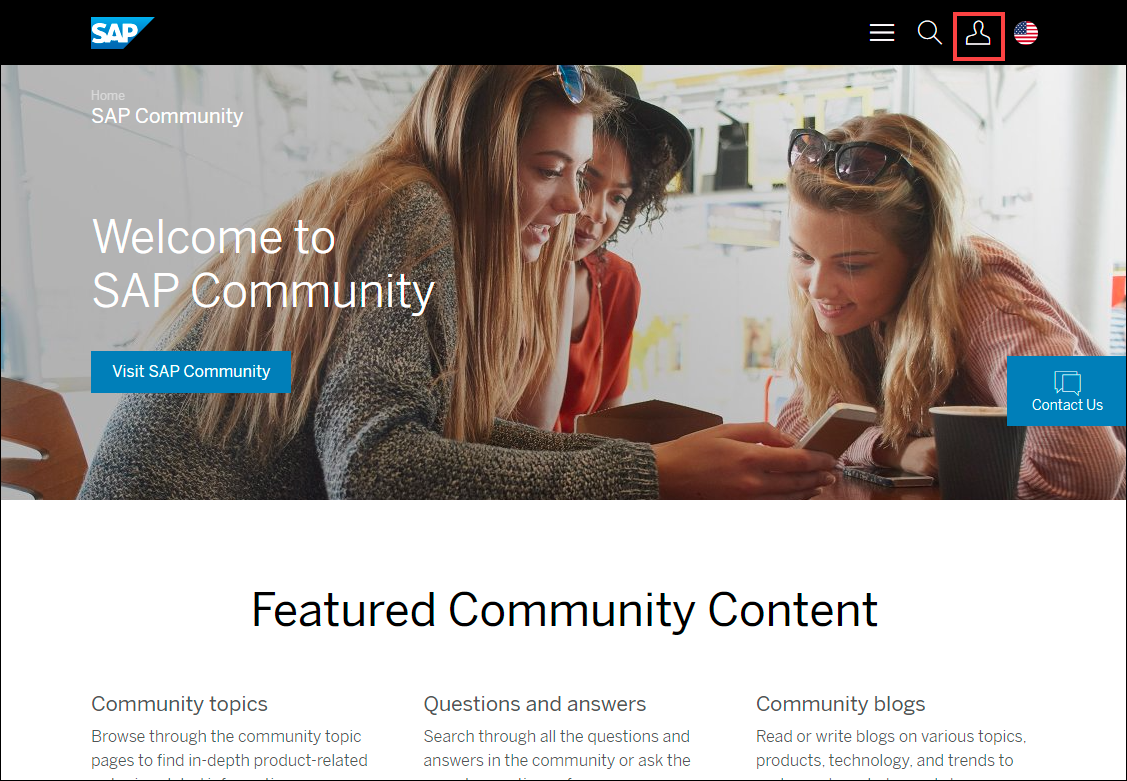 SAP
Home
SAP Community
Welcome to
SAP Community
Visit SAP Community
Contact Us
Featured Community Content
Community topics
Browse through the community topic
pages to find in-depth product-related
Questions and answers
Search through all the questions and
answers in the community or ask the
Community blogs
Read or write blogs on various topics,
products, technology, and trends to